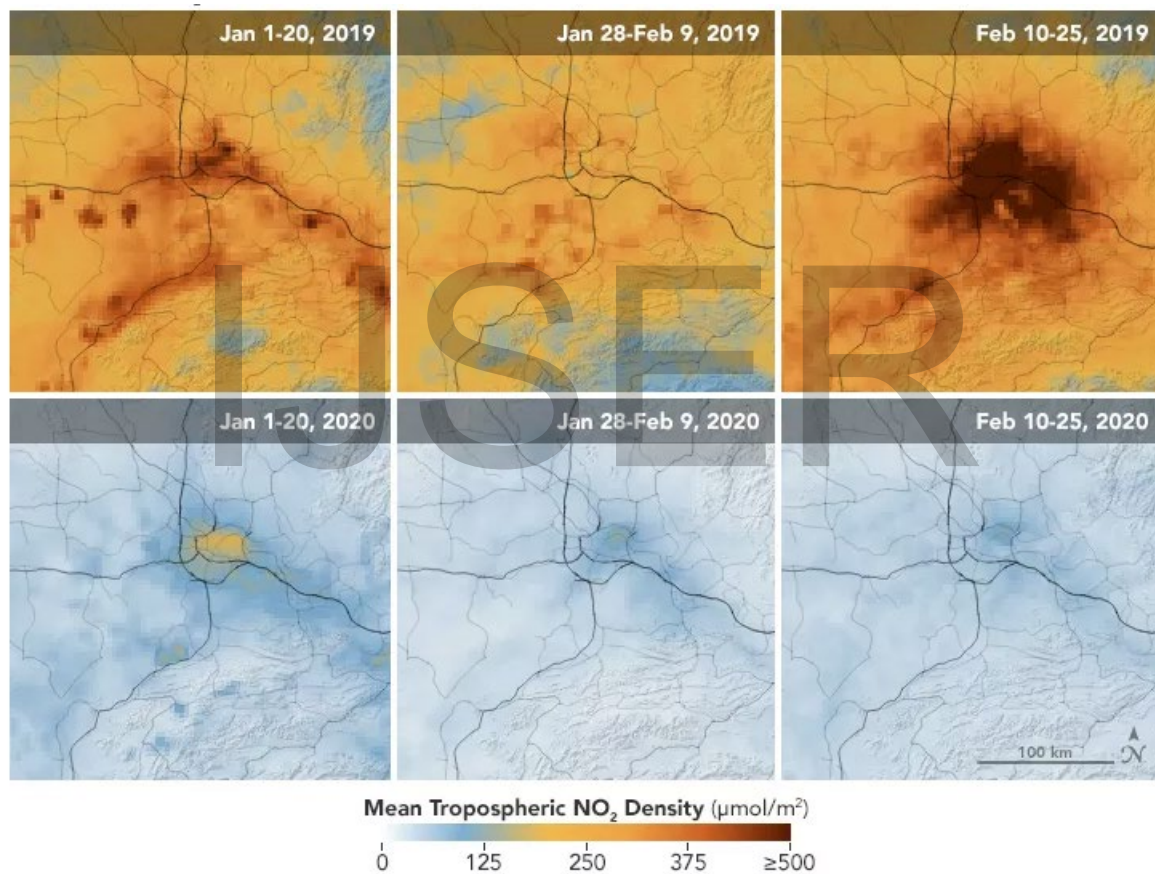 Jan 1-20, 2019
Jan 28-Feb 9, 2019
Feb 10-25, 2019
IJSER
Jan 1-20, 2020
Jan 28-Feb 9, 2020
Feb 10-25, 2020
100 km
N
Mean Tropospheric NO₂ Density (μmol/m²)
0 125 250 375 ≥500